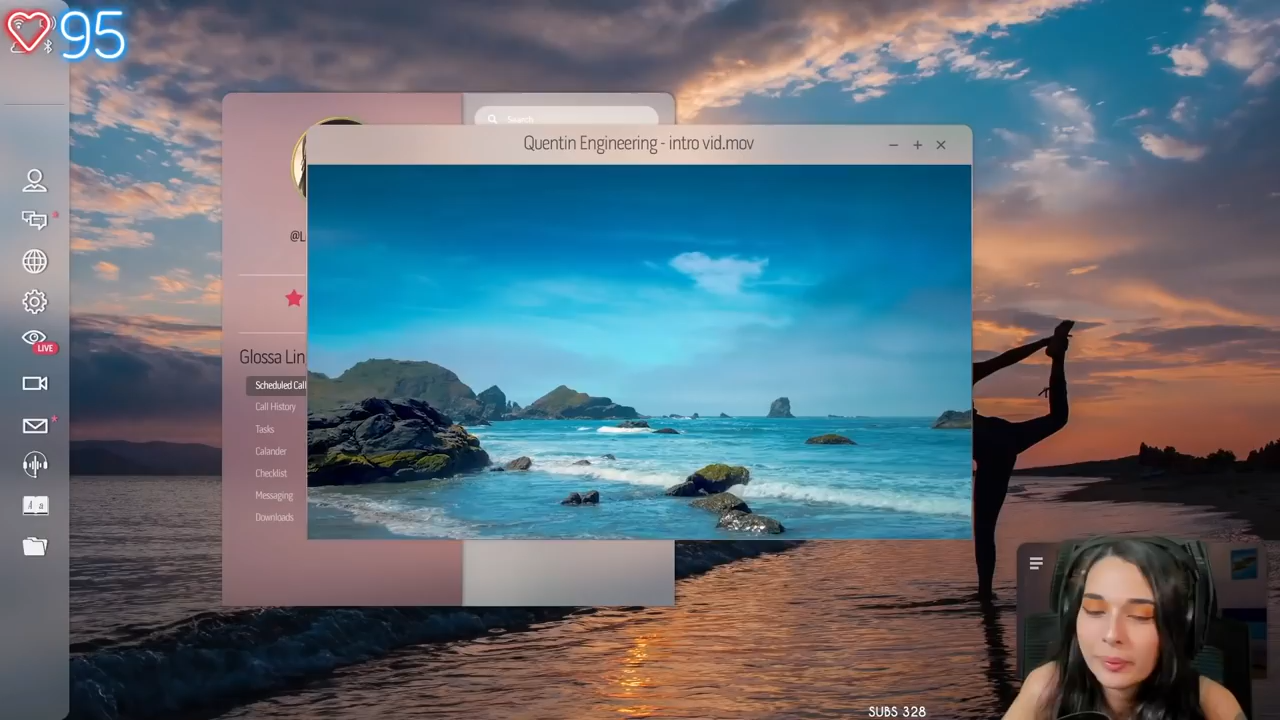 95
Search
Quentin Engineering - intro vid.mov
@L
LIVE
Glossa Lin
Scheduled Call
Call History
Tasks
Calander
Checklist
Messaging
Downloads
A a
SUBS 328